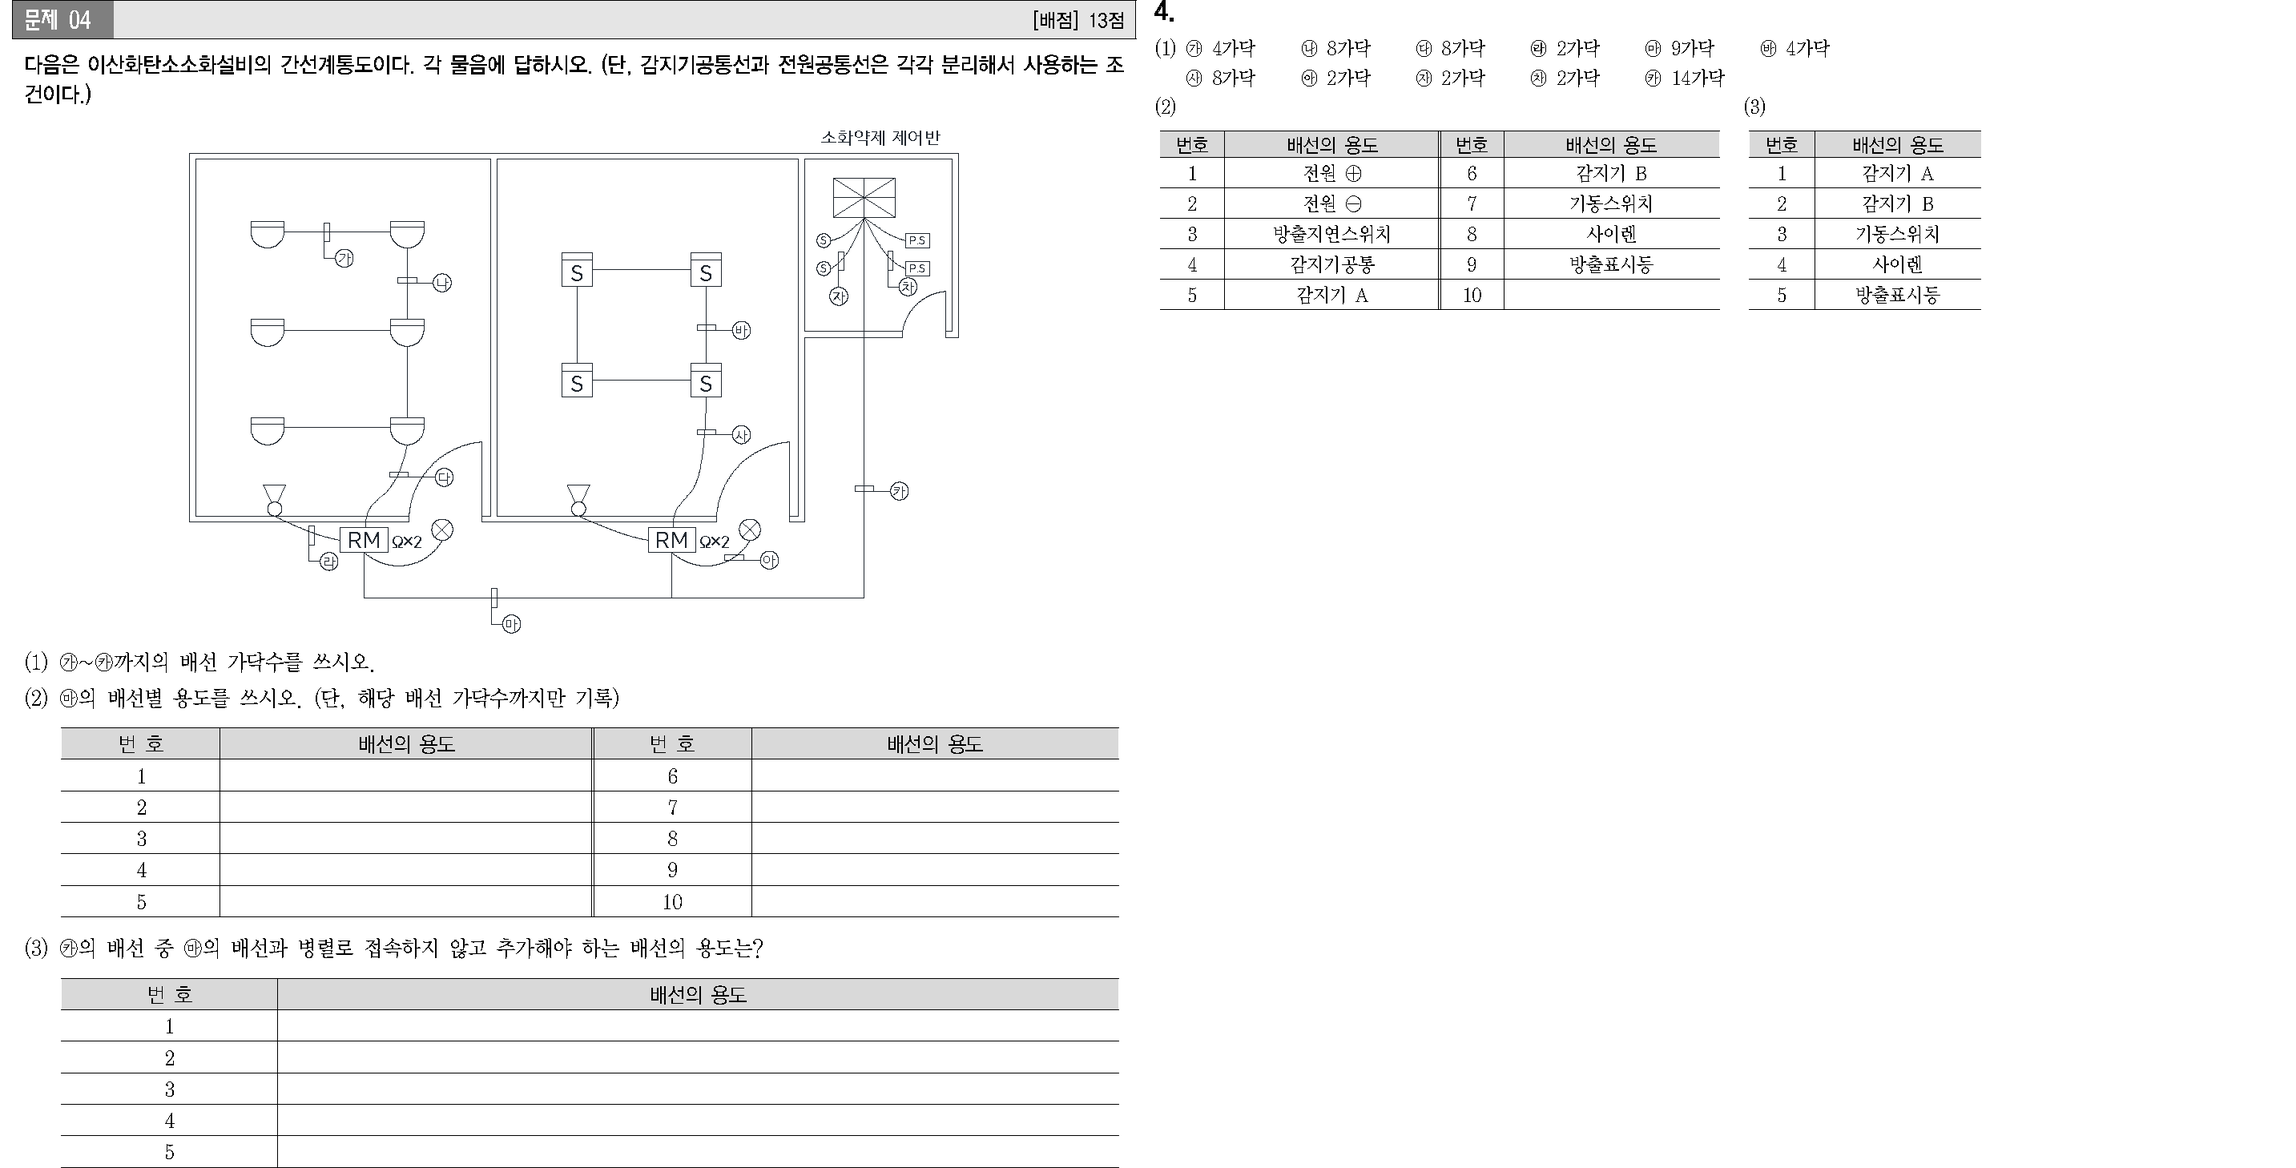 문제 04
[배점] 13점
다음은 이산화탄소소화설비의 간선계통도이다. 각 물음에 답하시오. (단, 감지기공통선과 전원공통선은 각각 분리해서 사용하는 조
건이다.)
소화약제 제어반
S P.S
S P.S
㉮
㉯
㉶ ㉷
S S
㉳
S S
㉴
㉰
㉸
RM Ω×2
RM Ω×2
㉱
㉵
㉲
(1) ㉮~㉸까지의 배선 가닥수를 쓰시오.
(2) ㉲의 배선별 용도를 쓰시오. (단, 해당 배선 가닥수까지만 기록)
번 호 배선의 용도 번 호 배선의 용도
1 6
2 7
3 8
4 9
5 10
(3) ㉸의 배선 중 ㉲의 배선과 병렬로 접속하지 않고 추가해야 하는 배선의 용도는?
번 호 배선의 용도
1
2
3
4
5
4.
(1) ㉮ 4가닥 ㉯ 8가닥 ㉰ 8가닥 ㉱ 2가닥 ㉲ 9가닥 ㉳ 4가닥
㉴ 8가닥 ㉵ 2가닥 ㉶ 2가닥 ㉷ 2가닥 ㉸ 14가닥
(2)
번호 배선의 용도 번호 배선의 용도
1 전원 ⊕ 6 감지기 B
2 전원 ⊖ 7 기동스위치
3 방출지연스위치 8 사이렌
4 감지기공통 9 방출표시등
5 감지기 A 10
(3)
번호 배선의 용도
1 감지기 A
2 감지기 B
3 기동스위치
4 사이렌
5 방출표시등